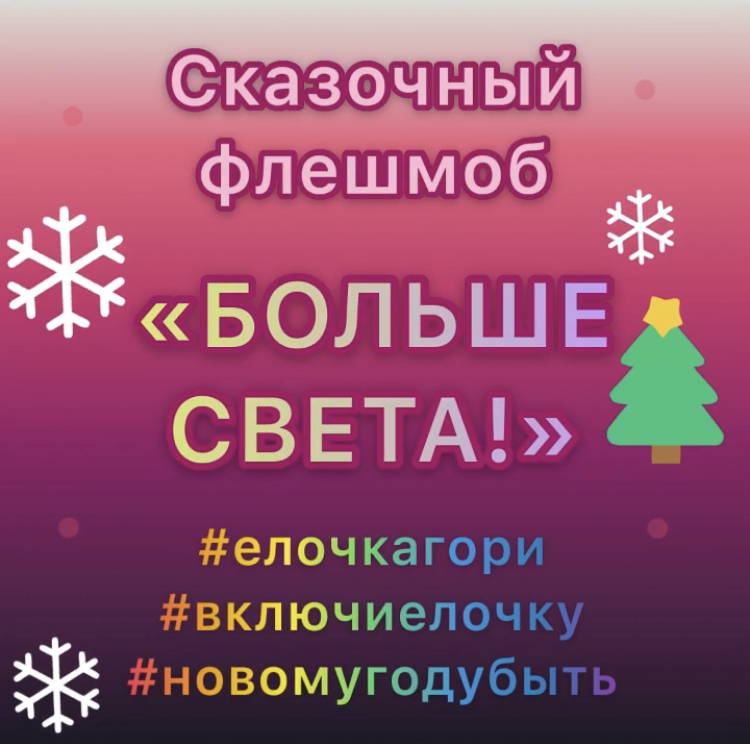 Сказочный
флешмоб
«БОЛЬШЕ
СВЕТА!»
#елочкагори
#включиелочку
#новомугодубыть